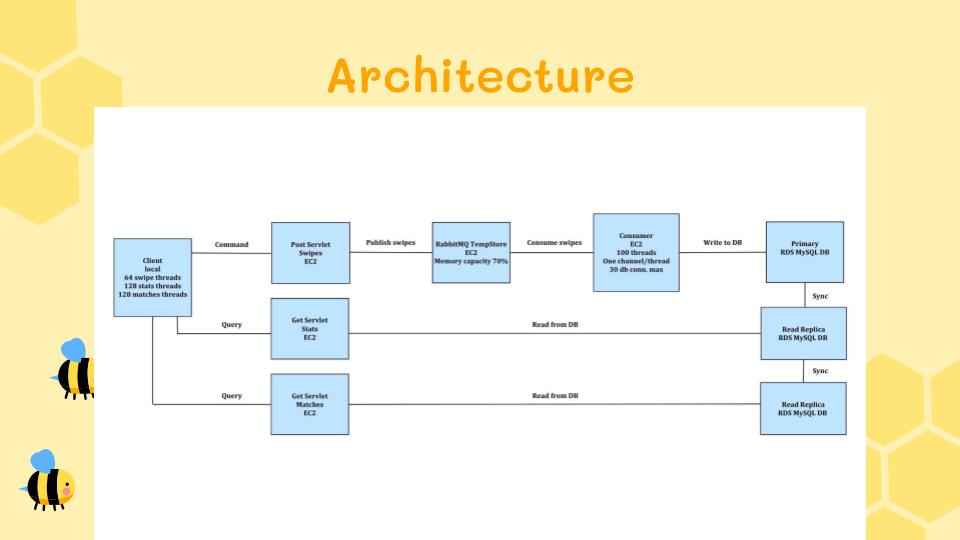 Architecture
Client
local
64 swipe threads
128 stats threads
128 matches threads
Command
Post Servlet
Swipes
EC2
Publish swipes
RabbitMQ TempStore
EC2
Memory capacity 70%
Consume swipes
Consumer
EC2
100 threads
One channel/thread
30 db conn. max
Write to DB
Primary
RDS MySQL DB
Sync
Query
Get Servlet
Stats
EC2
Read from DB
Read Replica
RDS MySQL DB
Sync
Query
Get Servlet
Matches
EC2
Read from DB
Read Replica
RDS MySQL DB